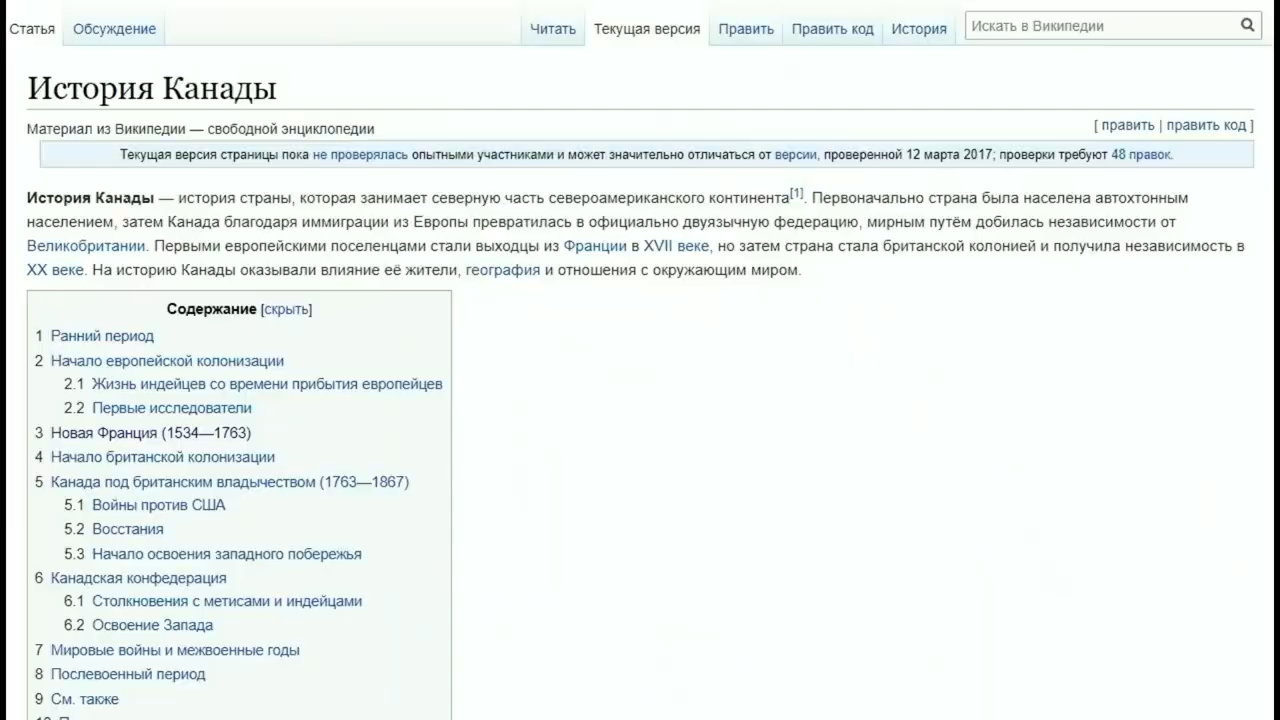 Статья Обсуждение Читать Текущая версия Править Править код История Искать в Википедии
История Канады
Материал из Википедии — свободной энциклопедии [ править | править код ]
Текущая версия страницы пока не проверялась опытными участниками и может значительно отличаться от версии, проверенной 12 марта 2017; проверки требуют 48 правок.
История Канады — история страны, которая занимает северную часть североамериканского континента[1]. Первоначально страна была населена автохтонным
населением, затем Канада благодаря иммиграции из Европы превратилась в официально двуязычную федерацию, мирным путём добилась независимости от
Великобритании. Первыми европейскими поселенцами стали выходцы из Франции в XVII веке, но затем страна стала британской колонией и получила независимость в
XX веке. На историю Канады оказывали влияние её жители, география и отношения с окружающим миром.
Содержание [скрыть]
1 Ранний период
2 Начало европейской колонизации
2.1 Жизнь индейцев со времени прибытия европейцев
2.2 Первые исследователи
3 Новая Франция (1534—1763)
4 Начало британской колонизации
5 Канада под британским владычеством (1763—1867)
5.1 Войны против США
5.2 Восстания
5.3 Начало освоения западного побережья
6 Канадская конфедерация
6.1 Столкновения с метисами и индейцами
6.2 Освоение Запада
7 Мировые войны и межвоенные годы
8 Послевоенный период
9 См. также